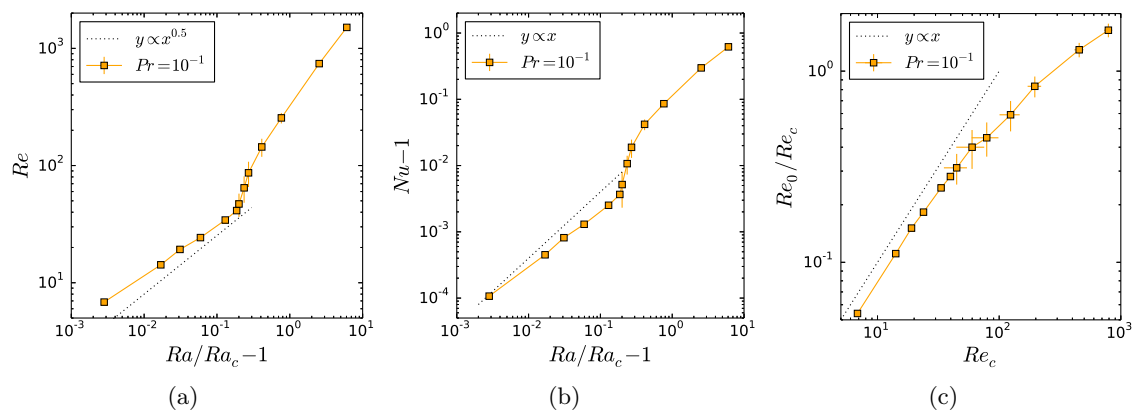 y ∝ x^0.5
Pr = 10^-1
Re
10^3
10^2
10^1
10^-3 10^-2 10^-1 10^0 10^1
Ra/Ra_c−1
(a)
y ∝ x
Pr = 10^-1
Nu−1
10^0
10^-1
10^-2
10^-3
10^-4
10^-3 10^-2 10^-1 10^0 10^1
Ra/Ra_c−1
(b)
y ∝ x
Pr = 10^-1
Re_0/Re_c
10^0
10^-1
10^1 10^2 10^3
Re_c
(c)